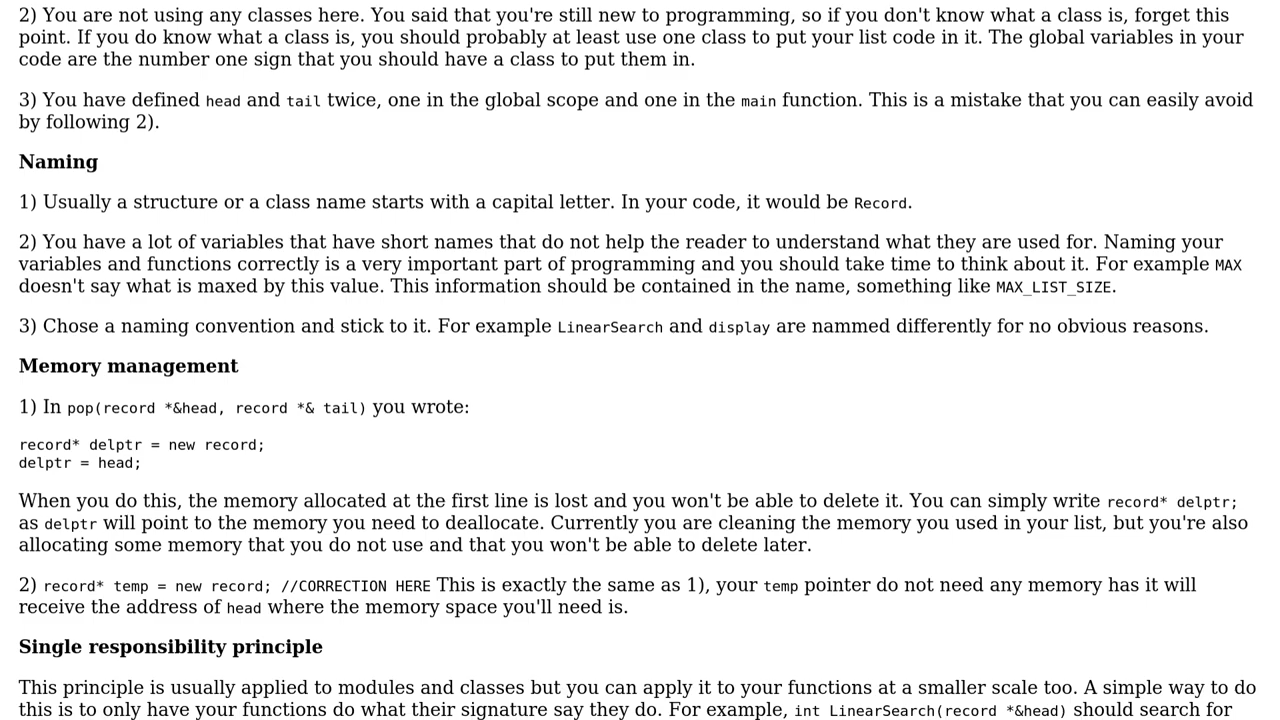 2) You are not using any classes here. You said that you're still new to programming, so if you don't know what a class is, forget this
point. If you do know what a class is, you should probably at least use one class to put your list code in it. The global variables in your
code are the number one sign that you should have a class to put them in.
3) You have defined head and tail twice, one in the global scope and one in the main function. This is a mistake that you can easily avoid
by following 2).
Naming
1) Usually a structure or a class name starts with a capital letter. In your code, it would be Record.
2) You have a lot of variables that have short names that do not help the reader to understand what they are used for. Naming your
variables and functions correctly is a very important part of programming and you should take time to think about it. For example MAX
doesn't say what is maxed by this value. This information should be contained in the name, something like MAX_LIST_SIZE.
3) Chose a naming convention and stick to it. For example LinearSearch and display are nammed differently for no obvious reasons.
Memory management
1) In pop(record *&head, record *& tail) you wrote:
record* delptr = new record;
delptr = head;
When you do this, the memory allocated at the first line is lost and you won't be able to delete it. You can simply write record* delptr;
as delptr will point to the memory you need to deallocate. Currently you are cleaning the memory you used in your list, but you're also
allocating some memory that you do not use and that you won't be able to delete later.
2) record* temp = new record; //CORRECTION HERE This is exactly the same as 1), your temp pointer do not need any memory has it will
receive the address of head where the memory space you'll need is.
Single responsibility principle
This principle is usually applied to modules and classes but you can apply it to your functions at a smaller scale too. A simple way to do
this is to only have your functions do what their signature say they do. For example, int LinearSearch(record *&head) should search for